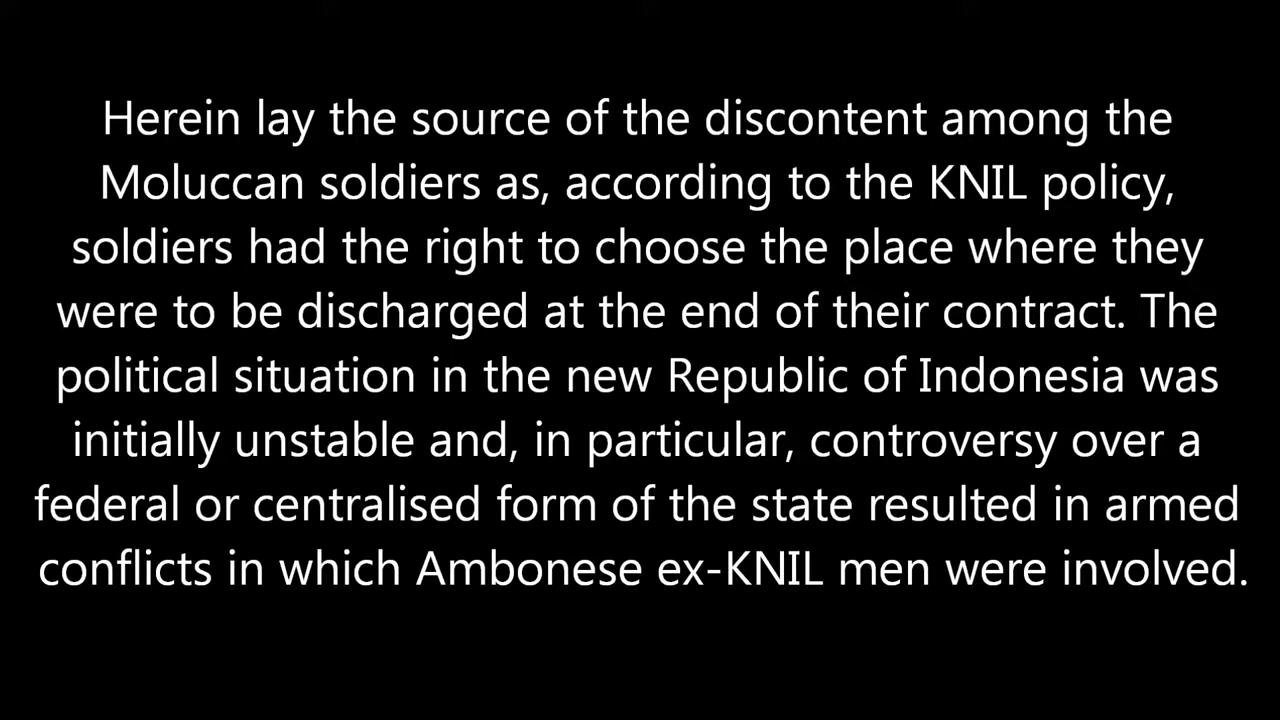 Herein lay the source of the discontent among the
Moluccan soldiers as, according to the KNIL policy,
soldiers had the right to choose the place where they
were to be discharged at the end of their contract. The
political situation in the new Republic of Indonesia was
initially unstable and, in particular, controversy over a
federal or centralised form of the state resulted in armed
conflicts in which Ambonese ex-KNIL men were involved.